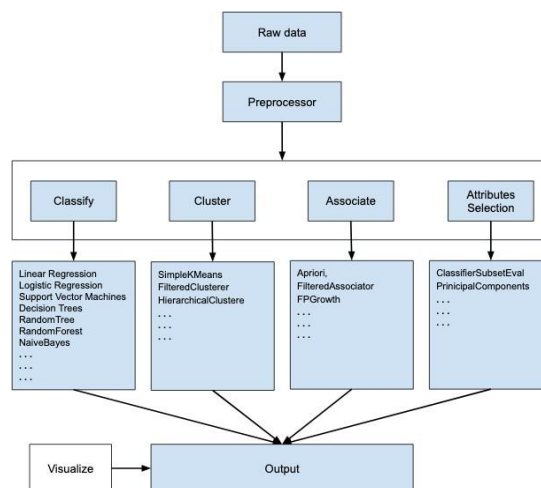 Raw data
Preprocessor
Classify
Cluster
Associate
Attributes
Selection
Linear Regression
Logistic Regression
Support Vector Machines
Decision Trees
RandomTree
RandomForest
NaiveBayes
. . .
. . .
. . .
SimpleKMeans
FilteredClusterer
HierarchicalClustere
. . .
. . .
. . .
Apriori,
FilteredAssociator
FPGrowth
. . .
. . .
. . .
ClassifierSubsetEval
PrinicipalComponents
. . .
. . .
. . .
Visualize
Output